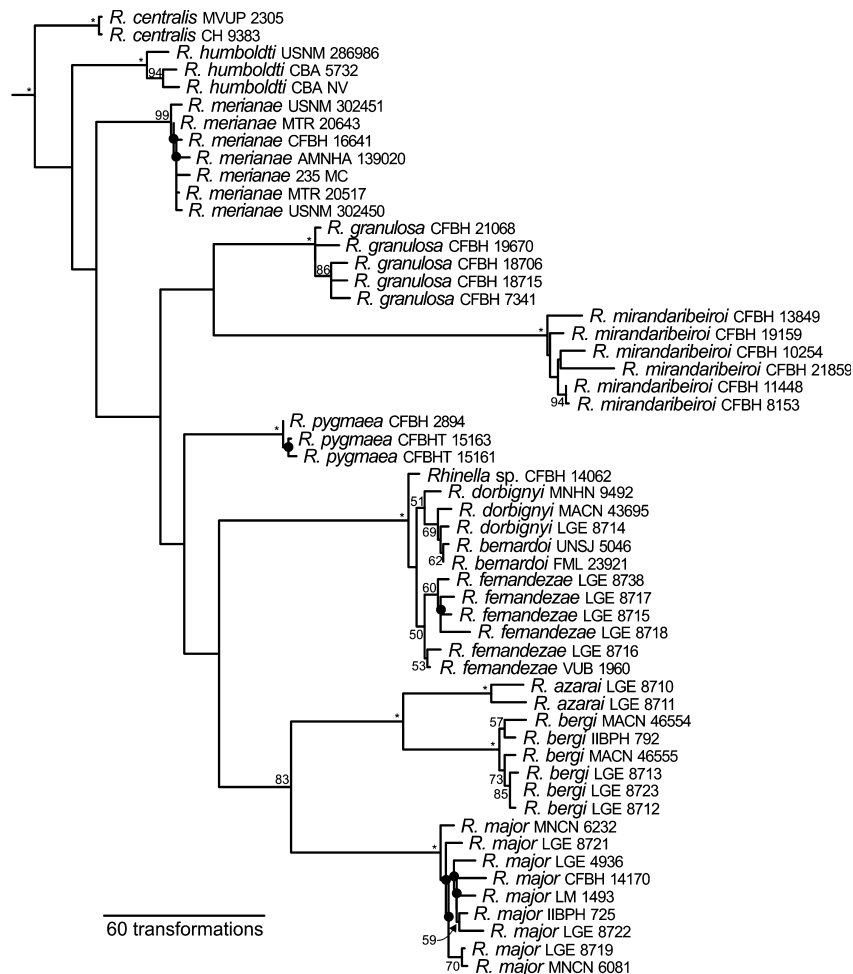 *
R. centralis MVUP 2305
R. centralis CH 9383
*
*
R. humboldti USNM 286986
94
R. humboldti CBA 5732
R. humboldti CBA NV
R. merianae USNM 302451
99
R. merianae MTR 20643
R. merianae CFBH 16641
R. merianae AMNHA 139020
R. merianae 235 MC
R. merianae MTR 20517
R. merianae USNM 302450
R. granulosa CFBH 21068
*
R. granulosa CFBH 19670
R. granulosa CFBH 18706
86
R. granulosa CFBH 18715
R. granulosa CFBH 7341
R. mirandaribeiroi CFBH 13849
*
R. mirandaribeiroi CFBH 19159
R. mirandaribeiroi CFBH 10254
R. mirandaribeiroi CFBH 21859
R. mirandaribeiroi CFBH 11448
94
R. mirandaribeiroi CFBH 8153
R. pygmaea CFBH 2894
*
R. pygmaea CFBHT 15163
R. pygmaea CFBHT 15161
Rhinella sp. CFBH 14062
R. dorbignyi MNHN 9492
51
R. dorbignyi MACN 43695
*
R. dorbignyi LGE 8714
69
R. bernardoi UNSJ 5046
62
R. bernardoi FML 23921
R. fernandezae LGE 8738
60
R. fernandezae LGE 8717
R. fernandezae LGE 8715
R. fernandezae LGE 8718
50
R. fernandezae LGE 8716
53
R. fernandezae VUB 1960
*
R. azarai LGE 8710
R. azarai LGE 8711
*
57
R. bergi MACN 46554
R. bergi IIBPH 792
*
R. bergi MACN 46555
R. bergi LGE 8713
73
83
R. bergi LGE 8723
85
R. bergi LGE 8712
R. major MNCN 6232
R. major LGE 8721
*
R. major LGE 4936
R. major CFBH 14170
R. major LM 1493
R. major IIBPH 725
R. major LGE 8722
59
R. major LGE 8719
70
R. major MNCN 6081
60 transformations